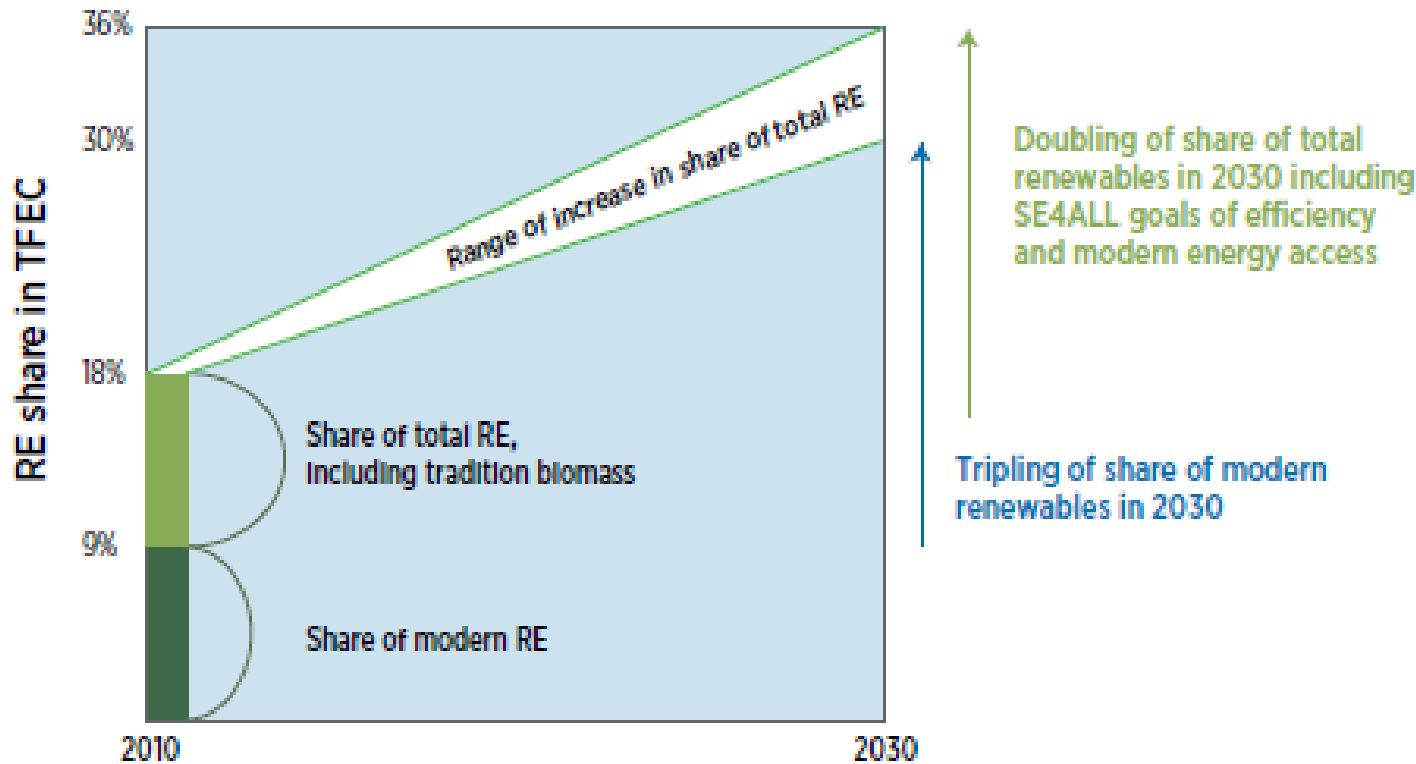 36%
30%
18%
9%
RE share in TFEC
2010
2030
Range of increase in share of total RE
Share of total RE,
including tradition biomass
Share of modern RE
Doubling of share of total
renewables in 2030 including
SE4ALL goals of efficiency
and modern energy access
Tripling of share of modern
renewables in 2030